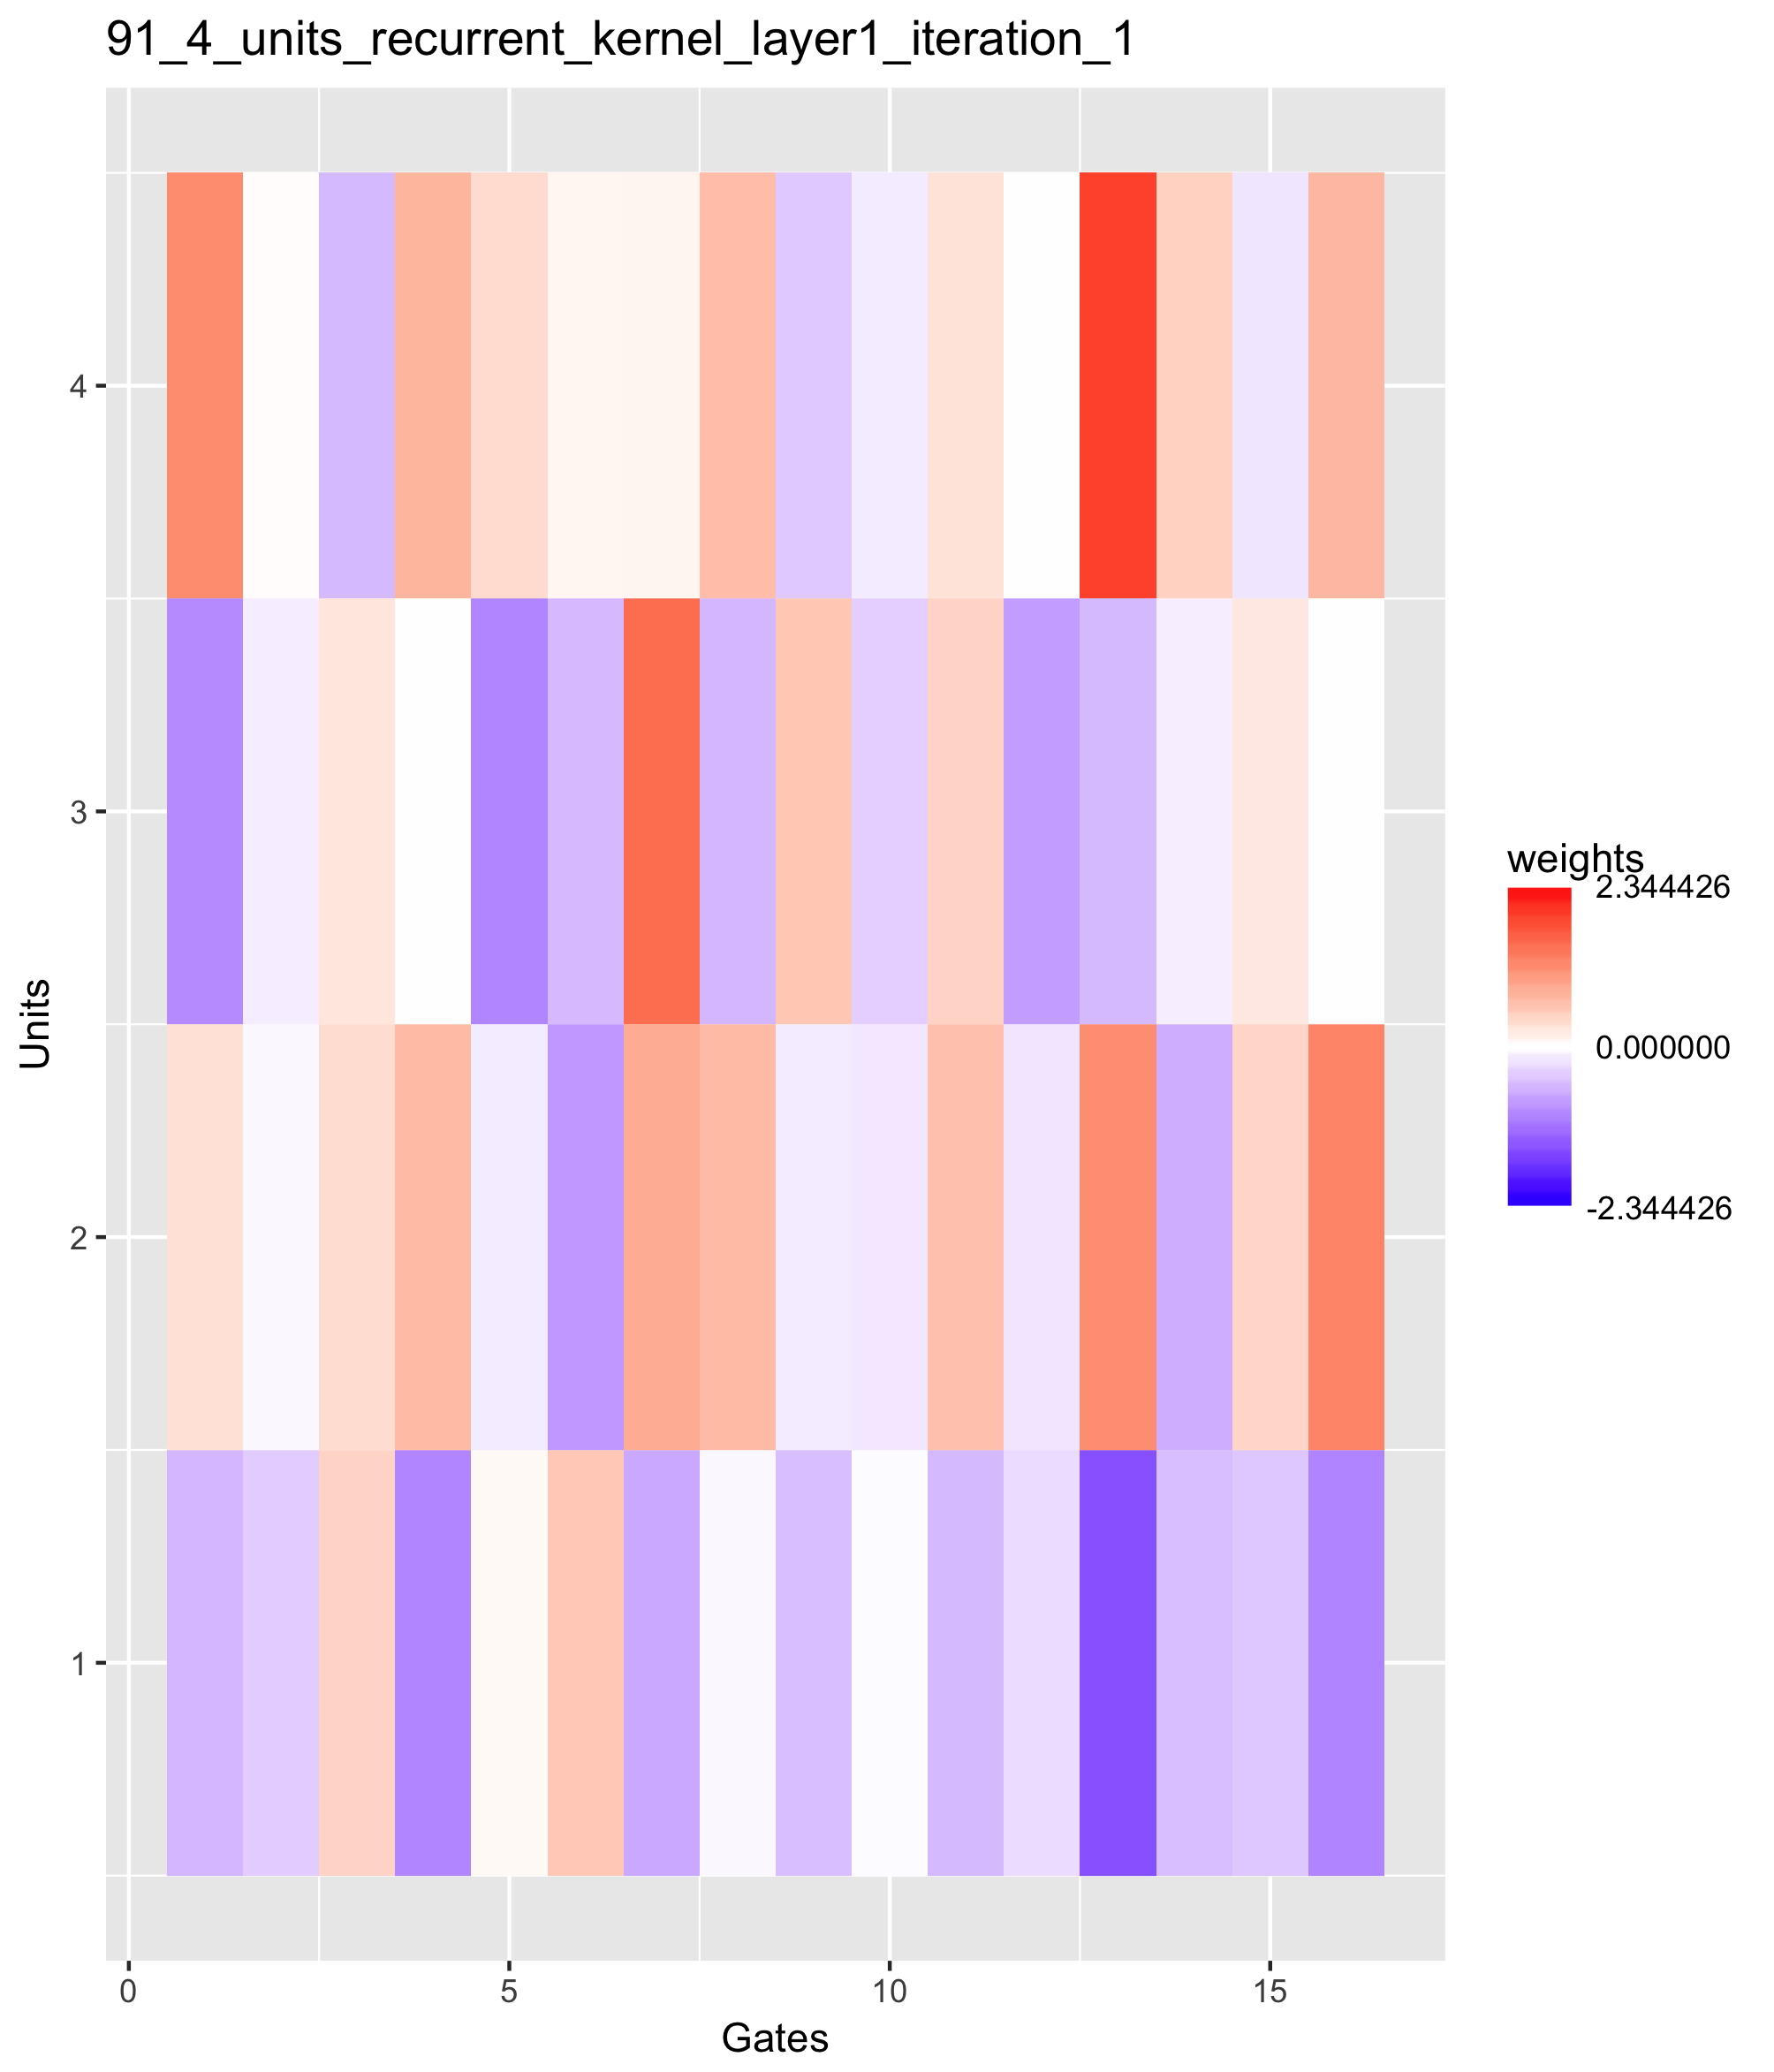 91_4_units_recurrent_kernel_layer1_iteration_1
4
3
2
1
Units
0 5 10 15
Gates
weights
2.344426
0.000000
-2.344426